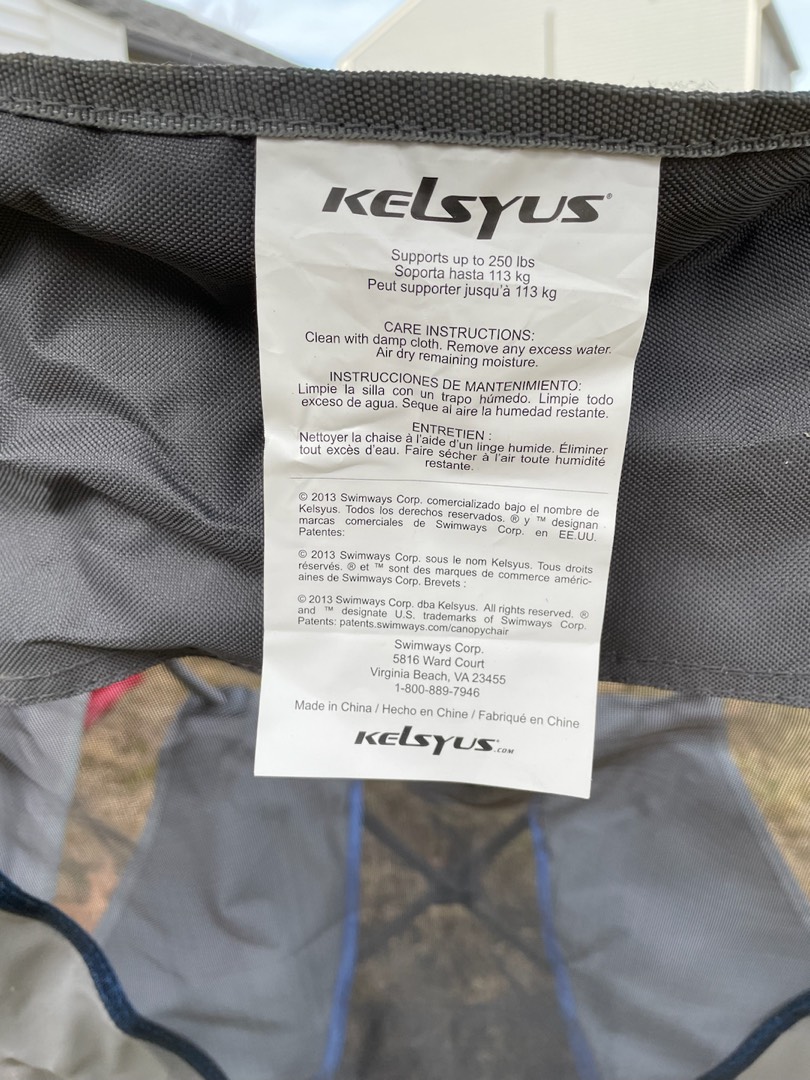 KELSYUS®
Supports up to 250 lbs
Soporta hasta 113 kg
Peut supporter jusqu'à 113 kg
CARE INSTRUCTIONS:
Clean with damp cloth. Remove any excess water.
Air dry remaining moisture.
INSTRUCCIONES DE MANTENIMIENTO:
Limpie la silla con un trapo húmedo. Limpie todo
exceso de agua. Seque al aire la humedad restante.
ENTRETIEN :
Nettoyer la chaise à l'aide d'un linge humide. Éliminer
tout excès d'eau. Faire sécher à l'air toute humidité
restante.
© 2013 Swimways Corp. comercializado bajo el nombre de
Kelsyus. Todos los derechos reservados. ® y ™ designan
marcas comerciales de Swimways Corp. en EE.UU.
Patentes:
© 2013 Swimways Corp. sous le nom Kelsyus. Tous droits
réservés. ® et ™ sont des marques de commerce améric-
aines de Swimways Corp. Brevets :
© 2013 Swimways Corp. dba Kelsyus. All rights reserved. ®
and ™ designate U.S. trademarks of Swimways Corp.
Patents: patents.swimways.com/canopychair
Swimways Corp.
5816 Ward Court
Virginia Beach, VA 23455
1-800-889-7946
Made in China / Hecho en Chine / Fabriqué en Chine
KELSYUS.COM